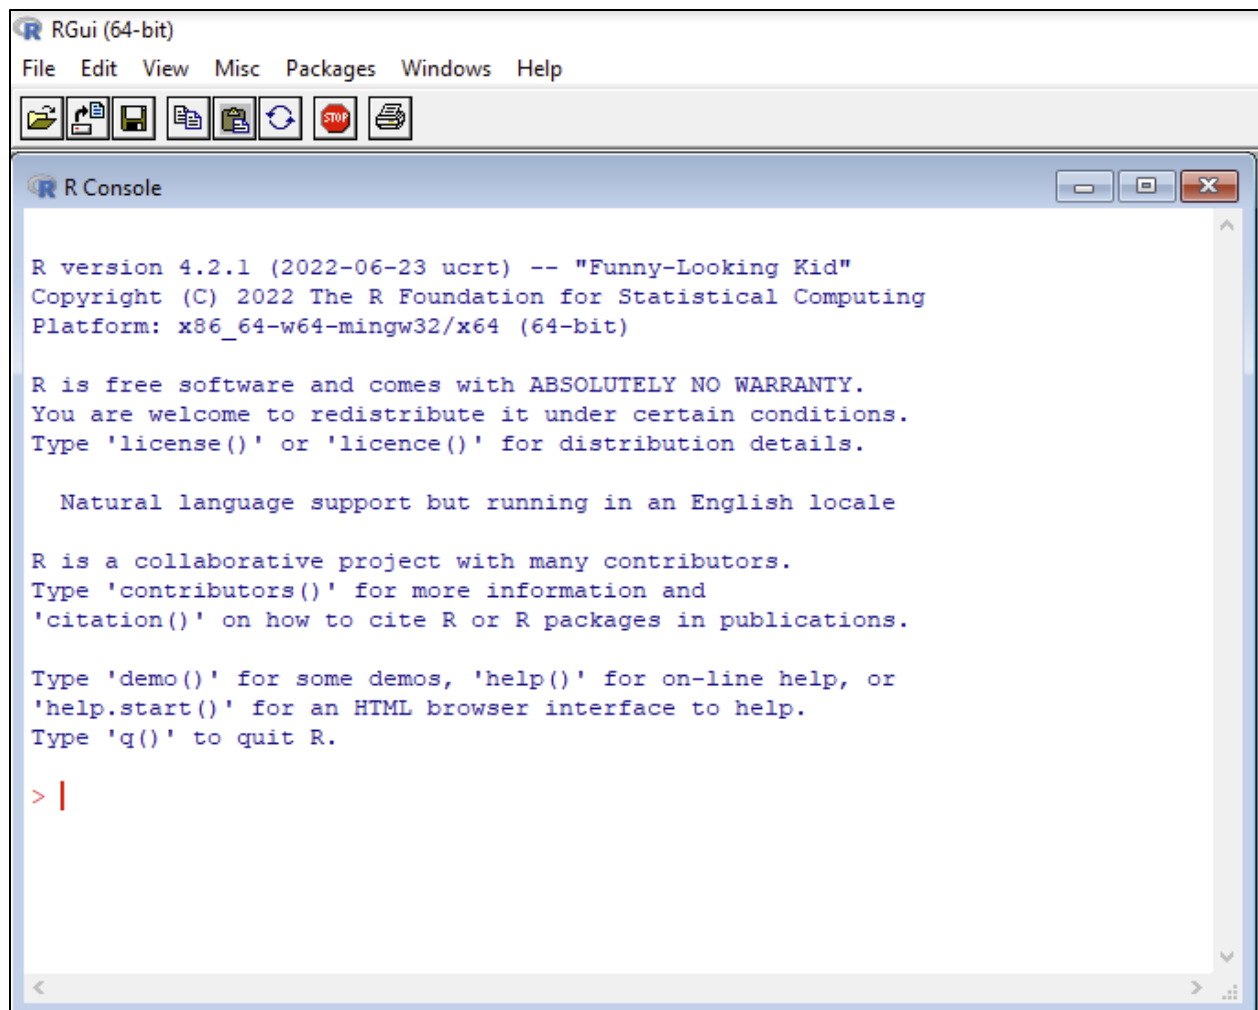 RGui (64-bit)
File Edit View Misc Packages Windows Help
STOP
R Console
R version 4.2.1 (2022-06-23 ucrt) -- "Funny-Looking Kid"
Copyright (C) 2022 The R Foundation for Statistical Computing
Platform: x86_64-w64-mingw32/x64 (64-bit)
R is free software and comes with ABSOLUTELY NO WARRANTY.
You are welcome to redistribute it under certain conditions.
Type 'license()' or 'licence()' for distribution details.
Natural language support but running in an English locale
R is a collaborative project with many contributors.
Type 'contributors()' for more information and
'citation()' on how to cite R or R packages in publications.
Type 'demo()' for some demos, 'help()' for on-line help, or
'help.start()' for an HTML browser interface to help.
Type 'q()' to quit R.
>